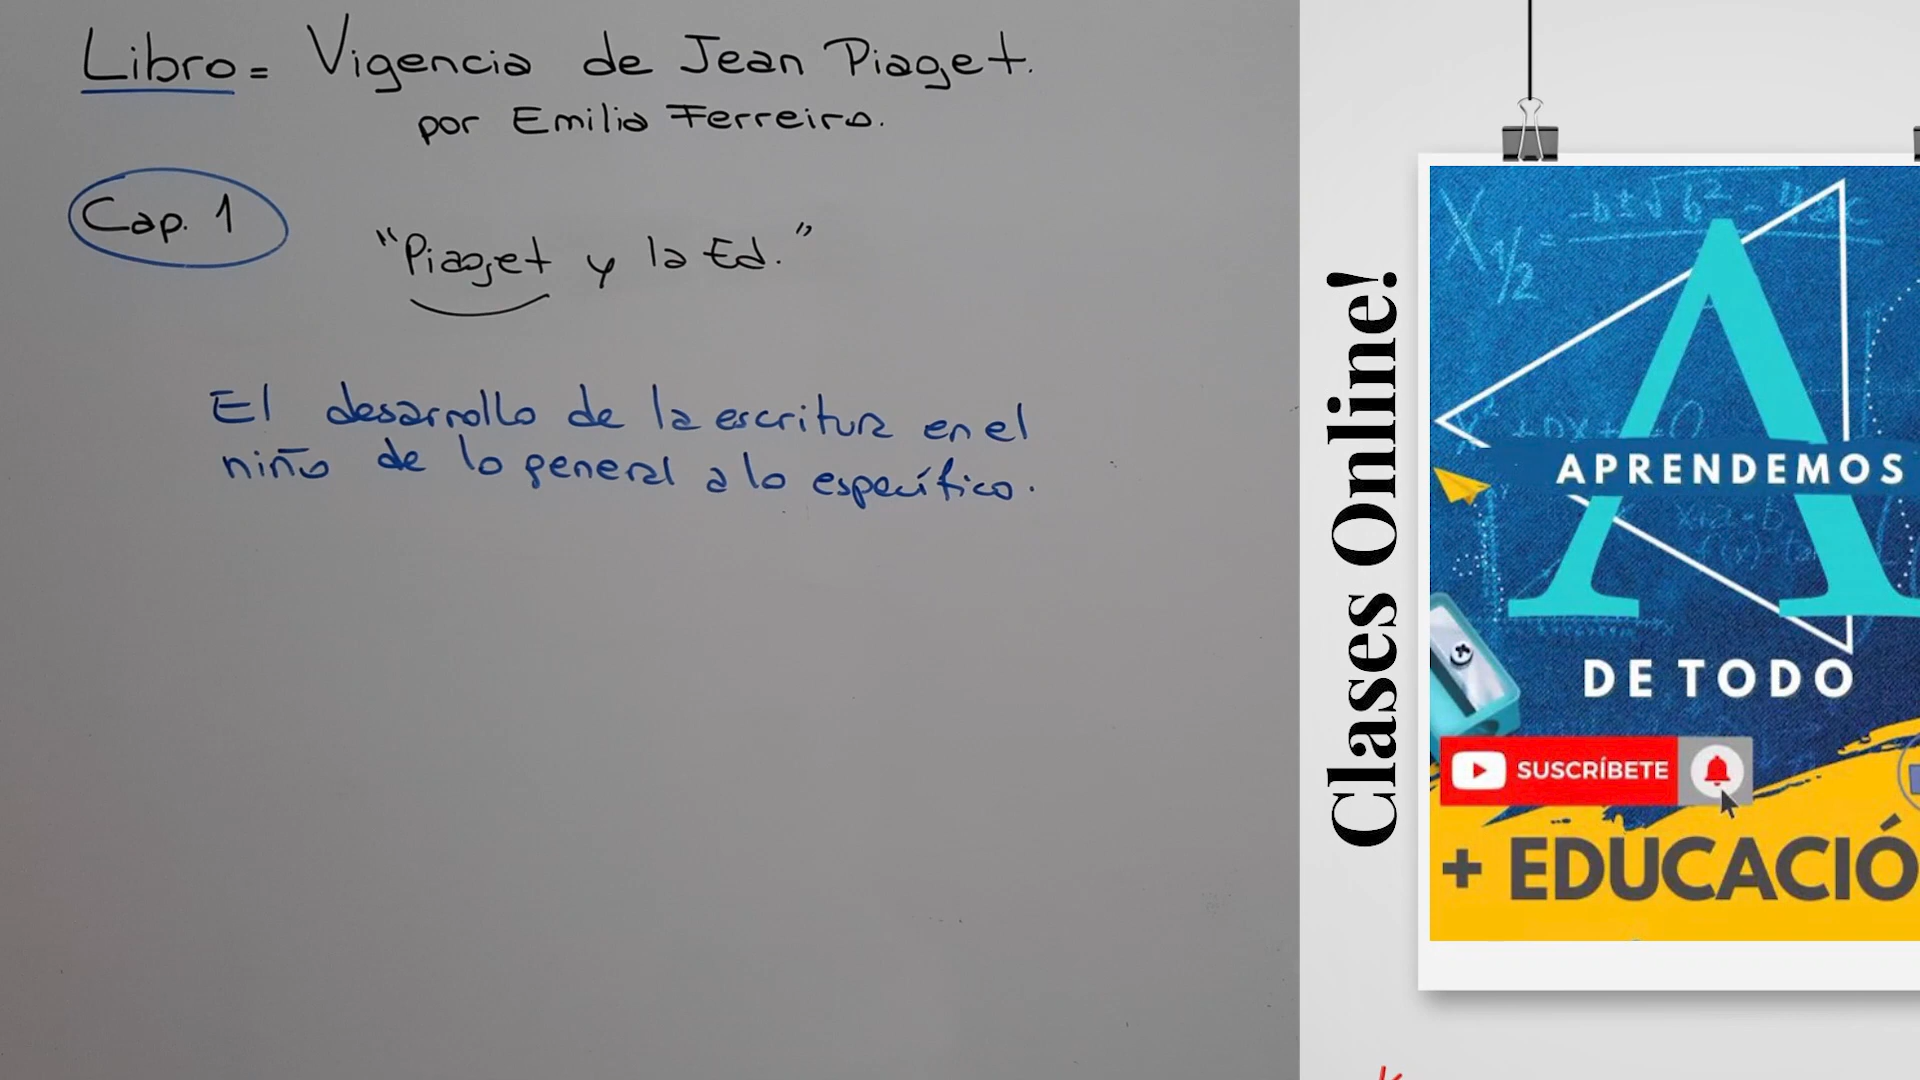 Libro = Vigencia de Jean Piaget.
por Emilia Ferreiro.
Cap. 1
"Piaget y la Ed."
El desarrollo de la escritura en el
niño de lo general a lo específico.
Clases Online!
APRENDEMOS
DE TODO
SUSCRÍBETE
+ EDUCACIÓ